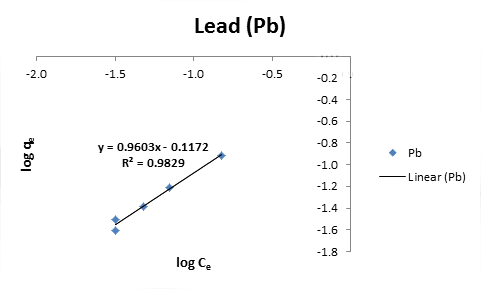 Lead (Pb)
-2.0 -1.5 -1.0 -0.5
-0.2
-0.4
-0.6
-0.8
-1.0
-1.2
-1.4
-1.6
-1.8
y = 0.9603x - 0.1172
R² = 0.9829
log qe
log Ce
Pb
Linear (Pb)